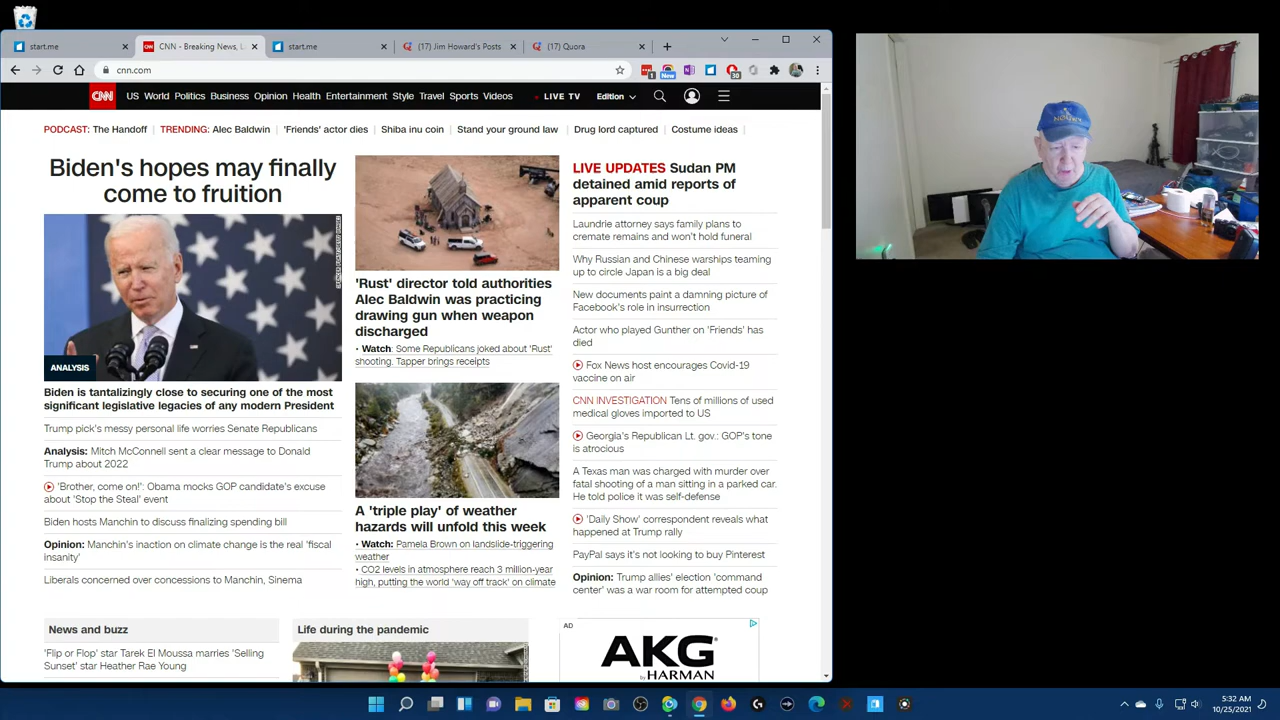 start.me
CNN - Breaking News, L
start.me
(17) Jim Howard's Posts
(17) Quora
cnn.com
1
New
30
CNN
US World Politics Business Opinion Health Entertainment Style Travel Sports Videos
LIVE TV
Edition
PODCAST: The Handoff
TRENDING: Alec Baldwin
'Friends' actor dies
Shiba inu coin
Stand your ground law
Drug lord captured
Costume ideas
Biden's hopes may finally
come to fruition
ANALYSIS
Biden is tantalizingly close to securing one of the most
significant legislative legacies of any modern President
Trump pick's messy personal life worries Senate Republicans
Analysis: Mitch McConnell sent a clear message to Donald
Trump about 2022
'Brother, come on!': Obama mocks GOP candidate's excuse
about 'Stop the Steal' event
Biden hosts Manchin to discuss finalizing spending bill
Opinion: Manchin's inaction on climate change is the real 'fiscal
insanity'
Liberals concerned over concessions to Manchin, Sinema
'Rust' director told authorities
Alec Baldwin was practicing
drawing gun when weapon
discharged
• Watch: Some Republicans joked about 'Rust'
shooting. Tapper brings receipts
A 'triple play' of weather
hazards will unfold this week
• Watch: Pamela Brown on landslide-triggering
weather
• CO2 levels in atmosphere reach 3 million-year
high, putting the world 'way off track' on climate
LIVE UPDATES Sudan PM
detained amid reports of
apparent coup
Laundrie attorney says family plans to
cremate remains and won't hold funeral
Why Russian and Chinese warships teaming
up to circle Japan is a big deal
New documents paint a damning picture of
Facebook's role in insurrection
Actor who played Gunther on 'Friends' has
died
Fox News host encourages Covid-19
vaccine on air
CNN INVESTIGATION Tens of millions of used
medical gloves imported to US
Georgia's Republican Lt. gov.: GOP's tone
is atrocious
A Texas man was charged with murder over
fatal shooting of a man sitting in a parked car.
He told police it was self-defense
'Daily Show' correspondent reveals what
happened at Trump rally
PayPal says it's not looking to buy Pinterest
Opinion: Trump allies' election 'command
center' was a war room for attempted coup
News and buzz
'Flip or Flop' star Tarek El Moussa marries 'Selling
Sunset' star Heather Rae Young
Life during the pandemic
AD
AKG
by HARMAN
5:32 AM
10/25/2021